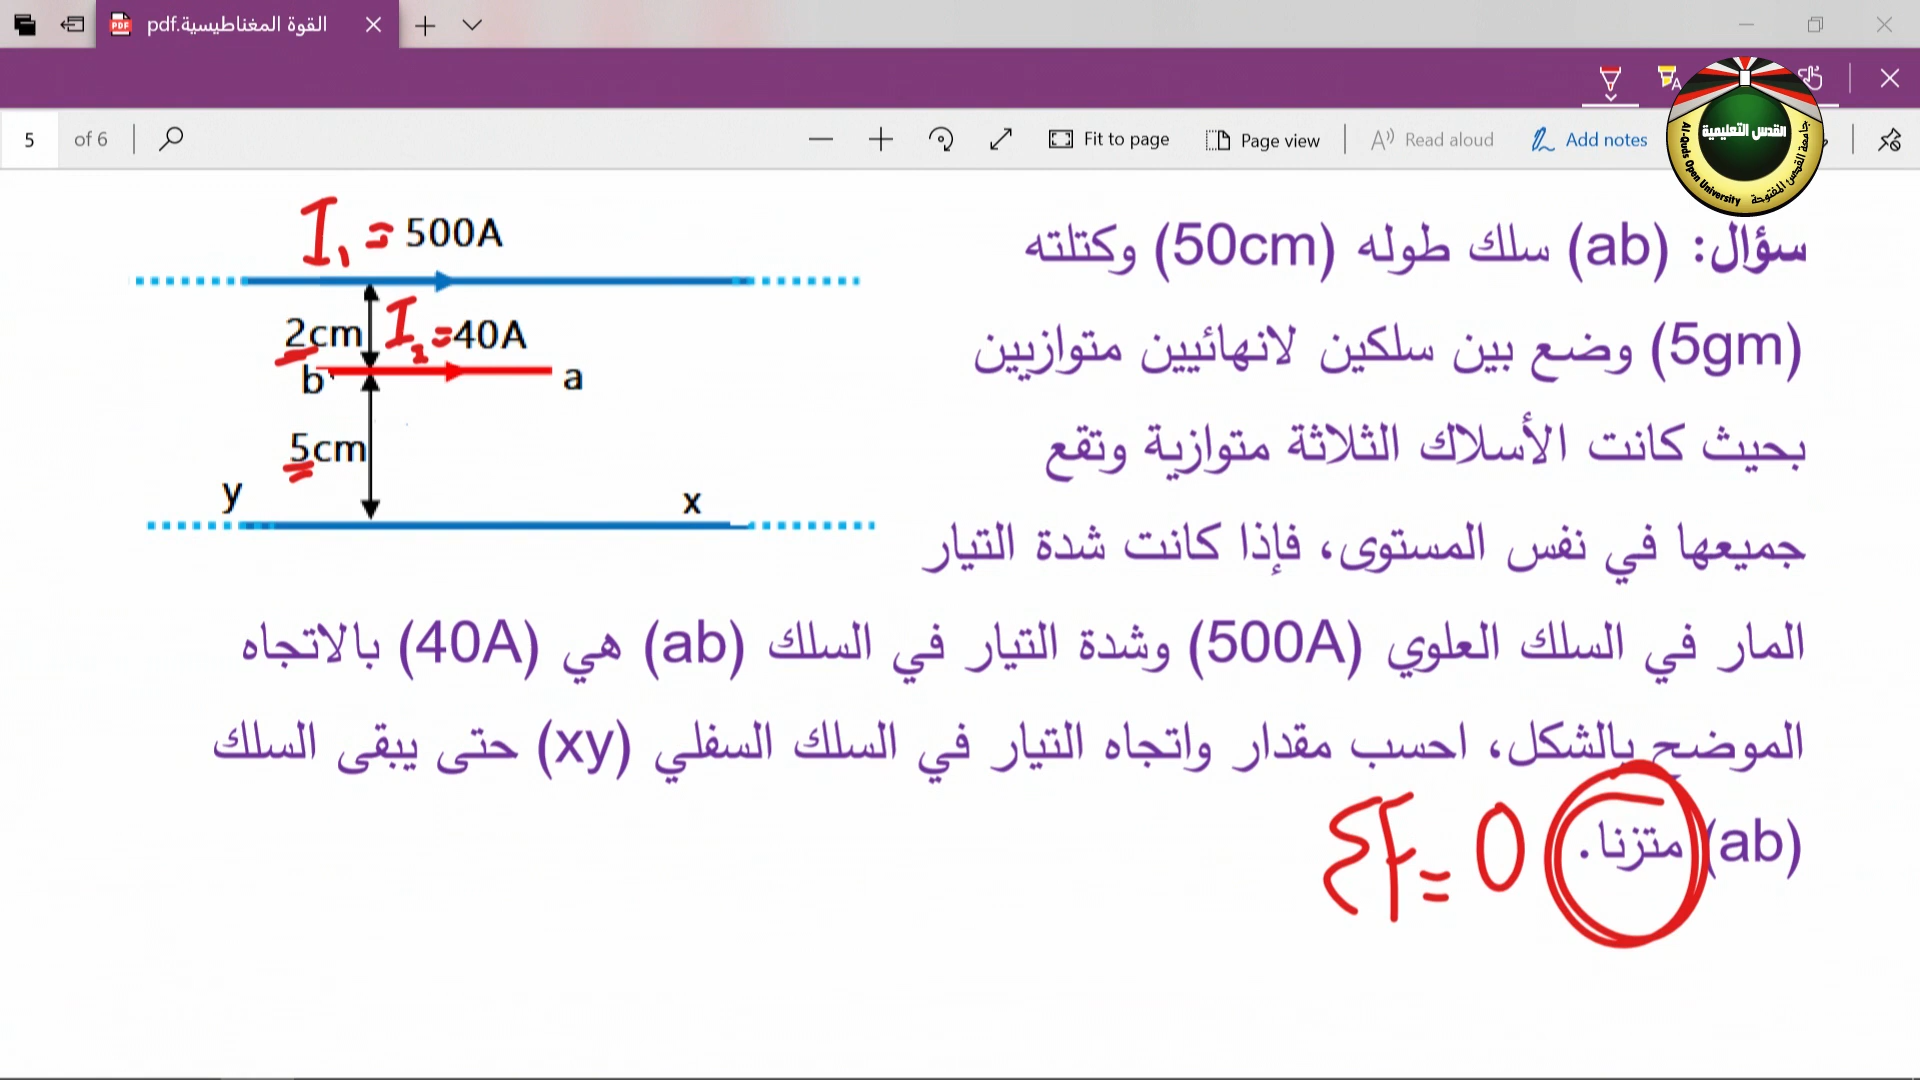 القوة المغناطيسية.pdf
5 of 6
Fit to page
Page view
Read aloud
Add notes
القدس التعليمية
جامعة القدس المفتوحة
Al-Quds Open University
I₁ = 500A
2cm
I₂ = 40A
b
a
5cm
y
x
سؤال: (ab) سلك طوله (50cm) وكتلته
(5gm) وضع بين سلكين لانهائيين متوازيين
بحيث كانت الأسلاك الثلاثة متوازية وتقع
جميعها في نفس المستوى، فإذا كانت شدة التيار
المار في السلك العلوي (500A) وشدة التيار في السلك (ab) هي (40A) بالاتجاه
الموضح بالشكل، احسب مقدار واتجاه التيار في السلك السفلي (xy) حتى يبقى السلك
(ab) متزنا.
ΣF = 0